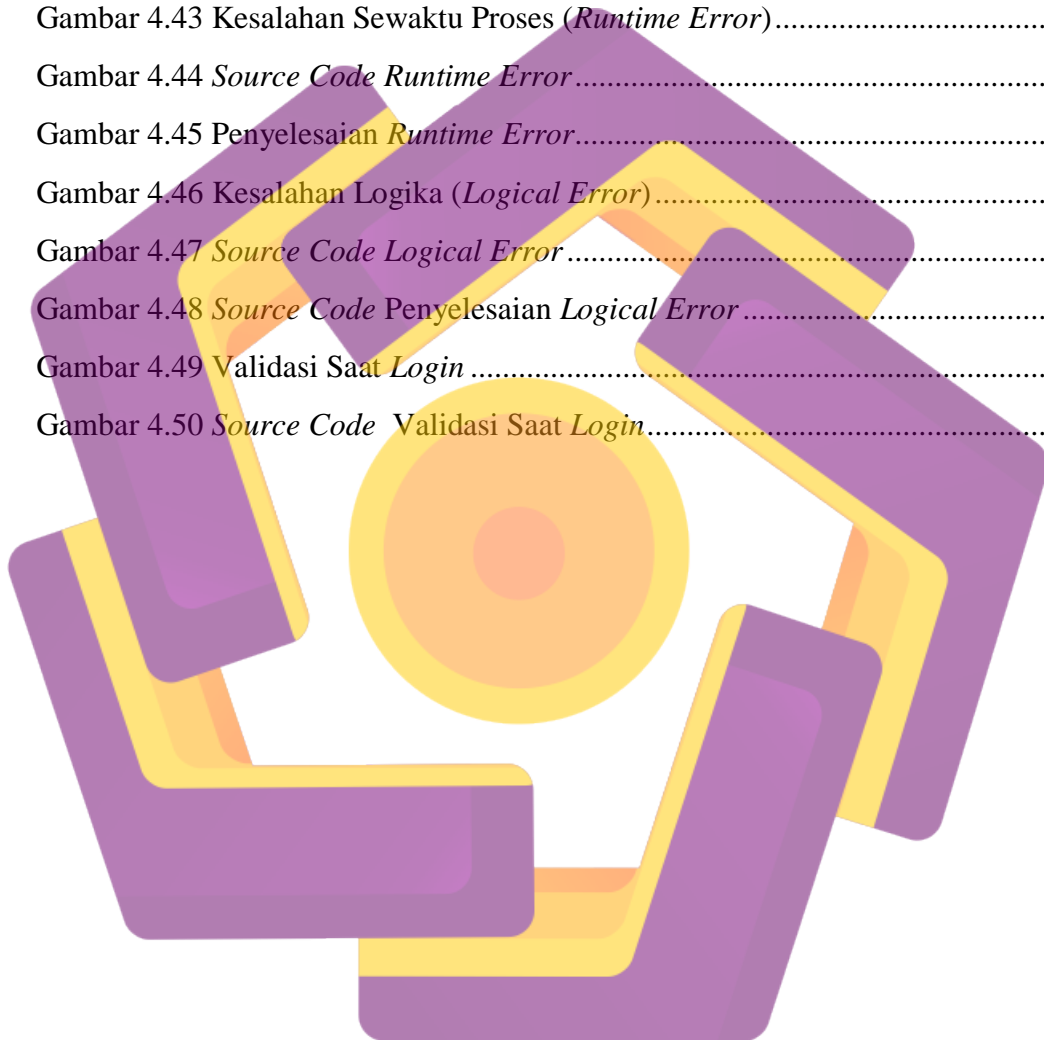 Gambar 4.43 Kesalahan Sewaktu Proses (Runtime Error)..............................
Gambar 4.44 Source Code Runtime Error..........................................................
Gambar 4.45 Penyelesaian Runtime Error..........................................................
Gambar 4.46 Kesalahan Logika (Logical Error)................................................
Gambar 4.47 Source Code Logical Error...........................................................
Gambar 4.48 Source Code Penyelesaian Logical Error.....................................
Gambar 4.49 Validasi Saat Login .......................................................................
Gambar 4.50 Source Code  Validasi Saat Login.................................................